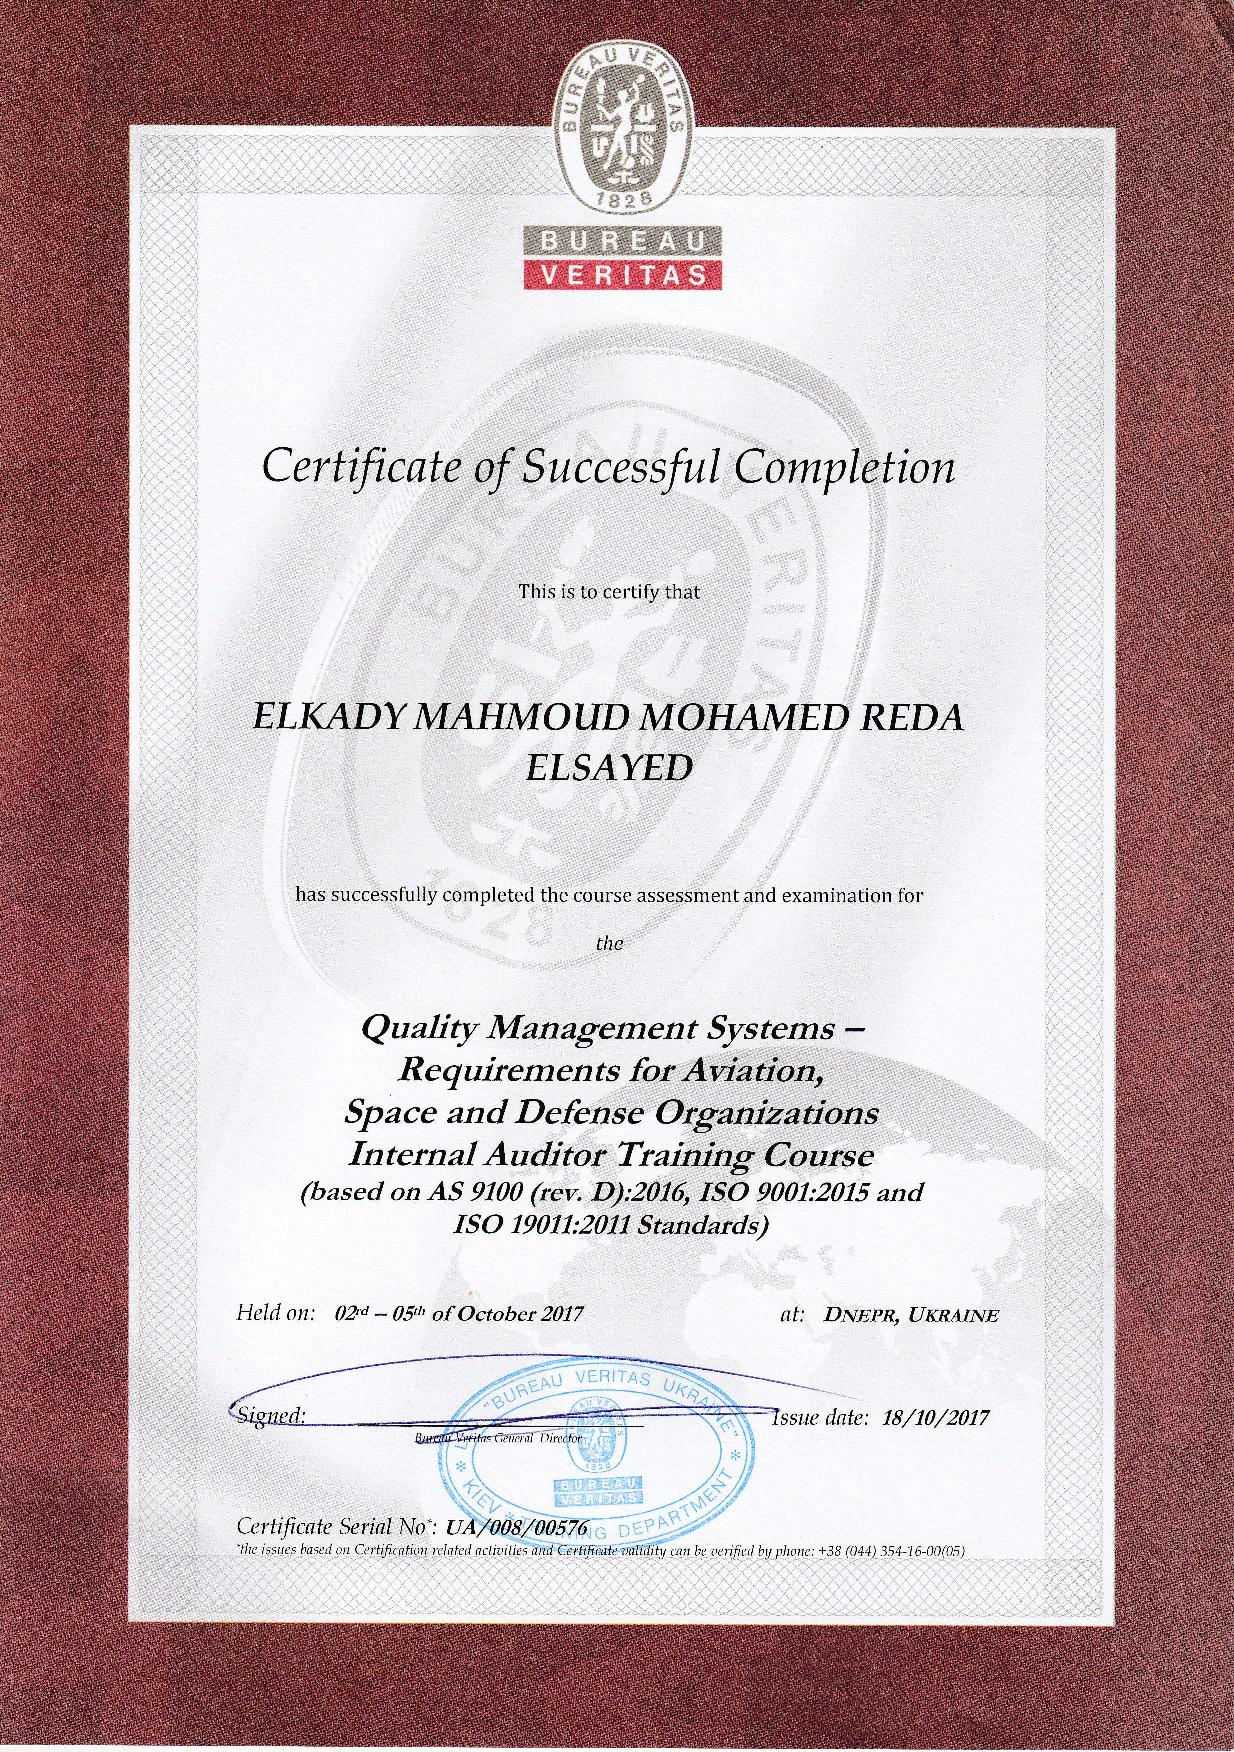 BUREAU VERITAS
1828
BUREAU
VERITAS
Certificate of Successful Completion
This is to certify that
ELKADY MAHMOUD MOHAMED REDA
ELSAYED
has successfully completed the course assessment and examination for
the
Quality Management Systems –
Requirements for Aviation,
Space and Defense Organizations
Internal Auditor Training Course
(based on AS 9100 (rev. D):2016, ISO 9001:2015 and
ISO 19011:2011 Standards)
Held on: 02rd – 05th of October 2017 at: DNEPR, UKRAINE
Signed: Issue date: 18/10/2017
Bureau Veritas General Director
"BUREAU VERITAS UKRAINE"
1828
BUREAU
VERITAS
* KIEV * TRAINING DEPARTMENT *
Certificate Serial No*: UA/008/00576
*the issues based on Certification related activities and Certificate validity can be verified by phone: +38 (044) 354-16-00(05)